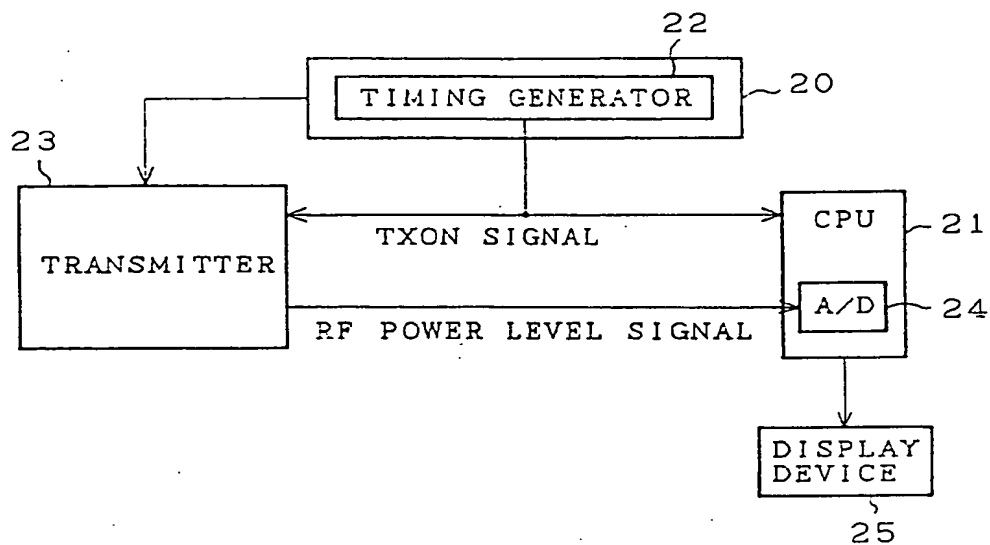 22
TIMING GENERATOR
20
23
TRANSMITTER
TXON SIGNAL
CPU
21
A/D
24
RF POWER LEVEL SIGNAL
DISPLAY
DEVICE
25